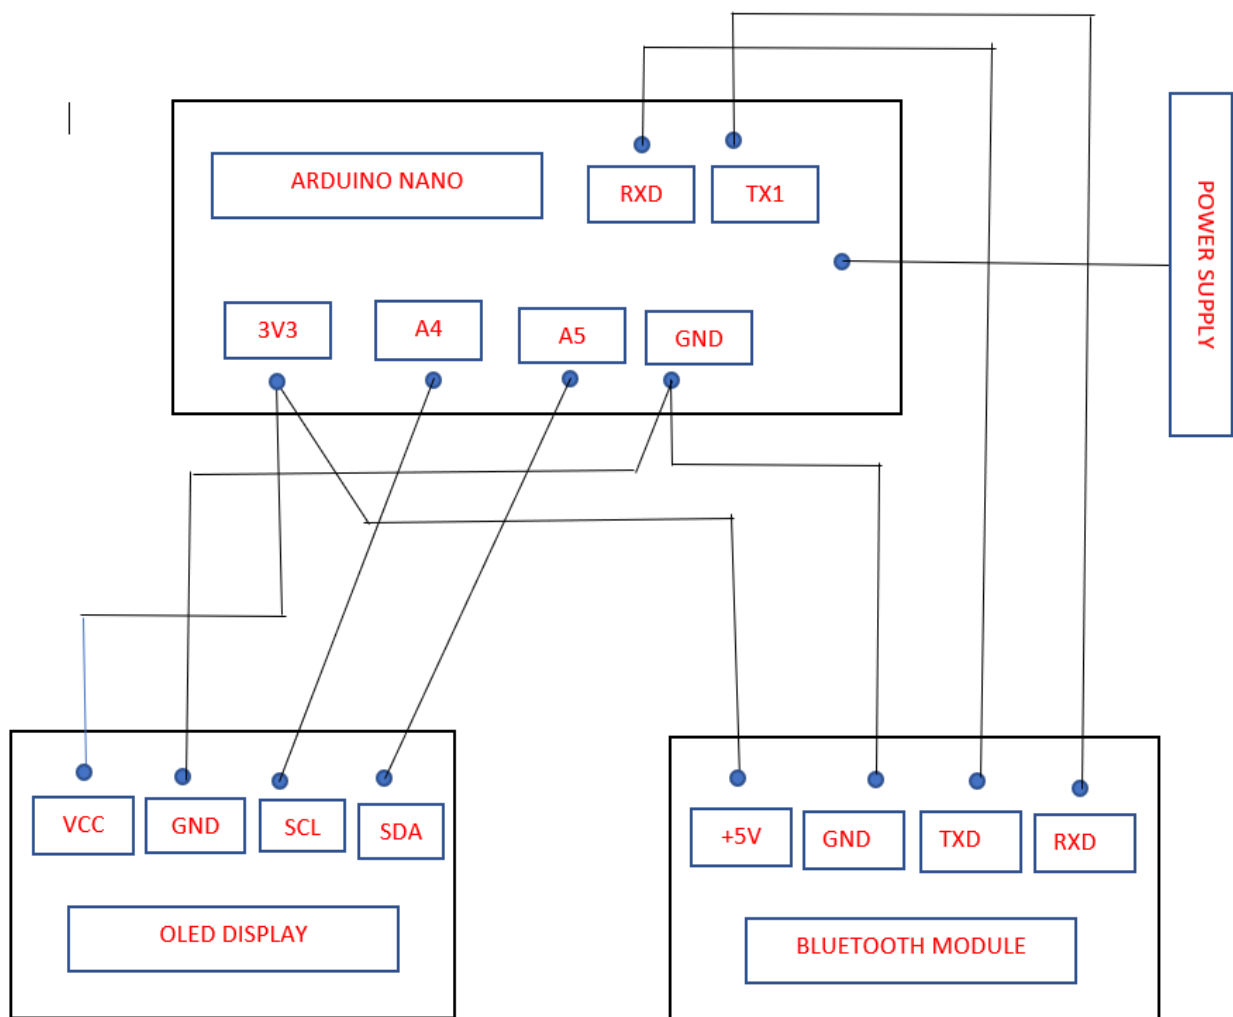 ARDUINO NANO
RXD
TX1
POWER SUPPLY
3V3
A4
A5
GND
VCC
GND
SCL
SDA
+5V
GND
TXD
RXD
OLED DISPLAY
BLUETOOTH MODULE